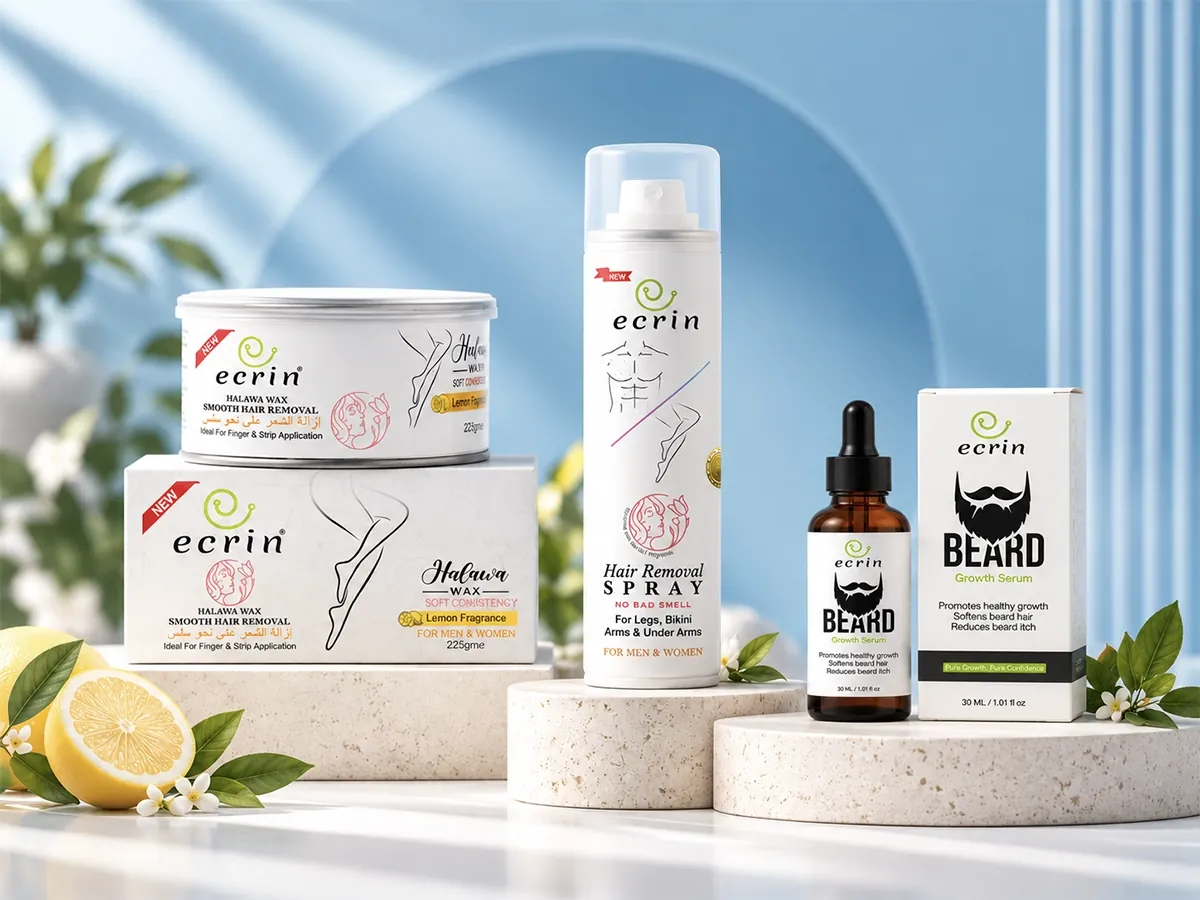 NEW
ecrin®
HALAWA WAX
SMOOTH HAIR REMOVAL
ازالة الشعر على نحو سلس
Ideal For Finger & Strip Application
WAX
SOFT CONSISTENCY
Lemon Fragrance
225gme
NEW
ecrin®
HALAWA WAX
SMOOTH HAIR REMOVAL
ازالة الشعر على نحو سلس
Ideal For Finger & Strip Application
Halawa
WAX
SOFT CONSISTENCY
Lemon Fragrance
FOR MEN & WOMEN
225gme
NEW
ecrin
Hair Removal
SPRAY
NO BAD SMELL
For Legs, Bikini
Arms & Under Arms
FOR MEN & WOMEN
ecrin
BEARD
Growth Serum
Promotes healthy growth
Softens beard hair
Reduces beard itch
30 ML / 1.01 fl oz
ecrin
BEARD
Growth Serum
Promotes healthy growth
Softens beard hair
Reduces beard itch
Pure Growth, Pure Confidence
30 ML / 1.01 fl oz